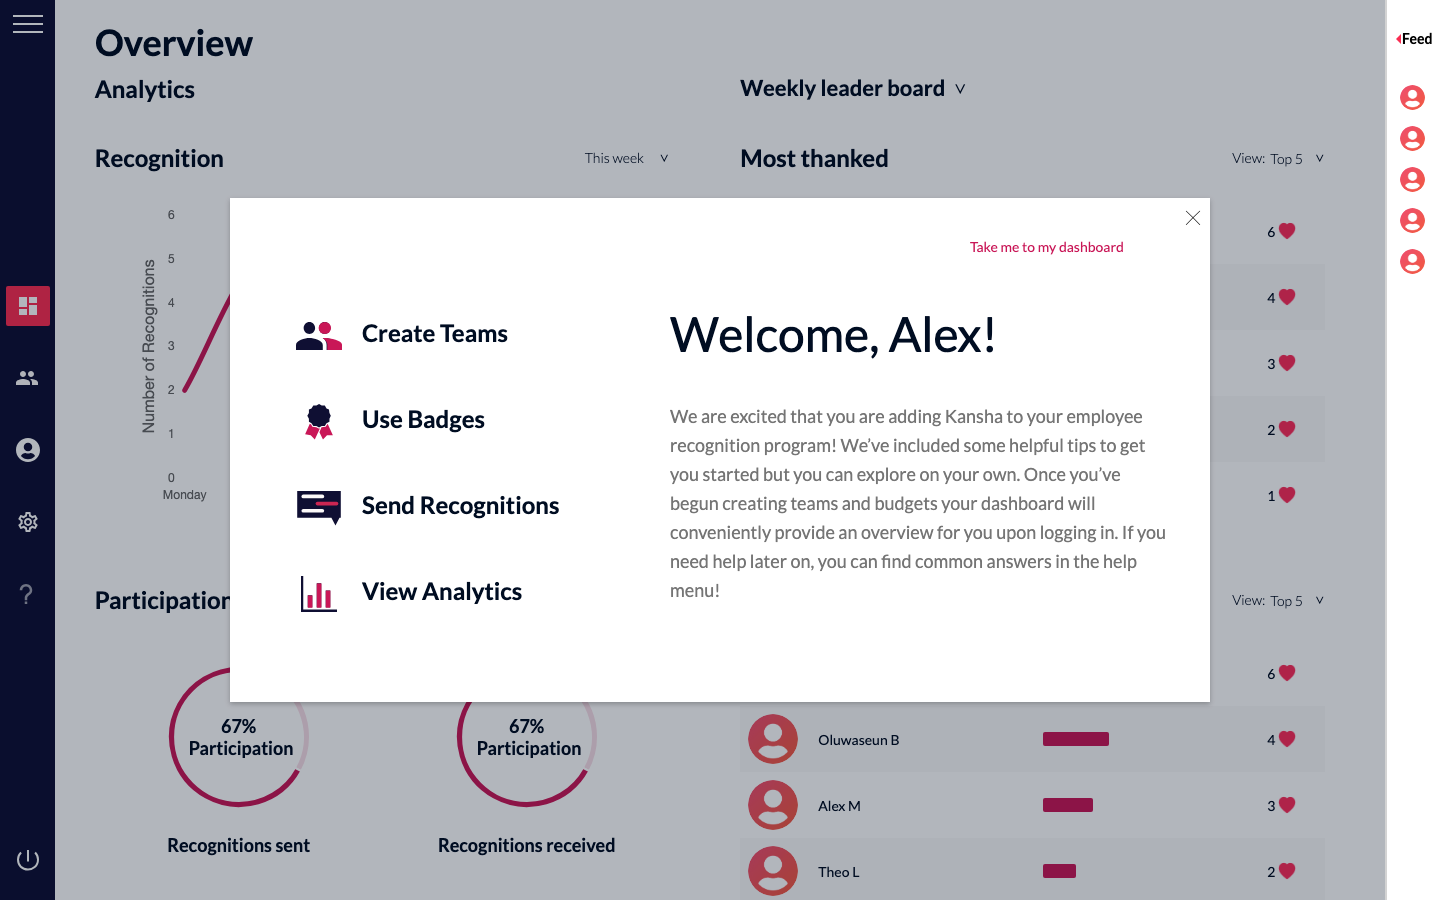 Overview
Analytics
Weekly leader board
Recognition
This week
Most thanked
View: Top 5
Feed
6
5
4
3
2
1
0
Number of Recognitions
Monday
6
4
3
2
1
Take me to my dashboard
Create Teams
Use Badges
Send Recognitions
View Analytics
Welcome, Alex!
We are excited that you are adding Kansha to your employee
recognition program! We’ve included some helpful tips to get
you started but you can explore on your own. Once you’ve
begun creating teams and budgets your dashboard will
conveniently provide an overview for you upon logging in. If you
need help later on, you can find common answers in the help
menu!
Participation
View: Top 5
67%
Participation
Recognitions sent
67%
Participation
Recognitions received
6
Oluwaseun B
4
Alex M
3
Theo L
2